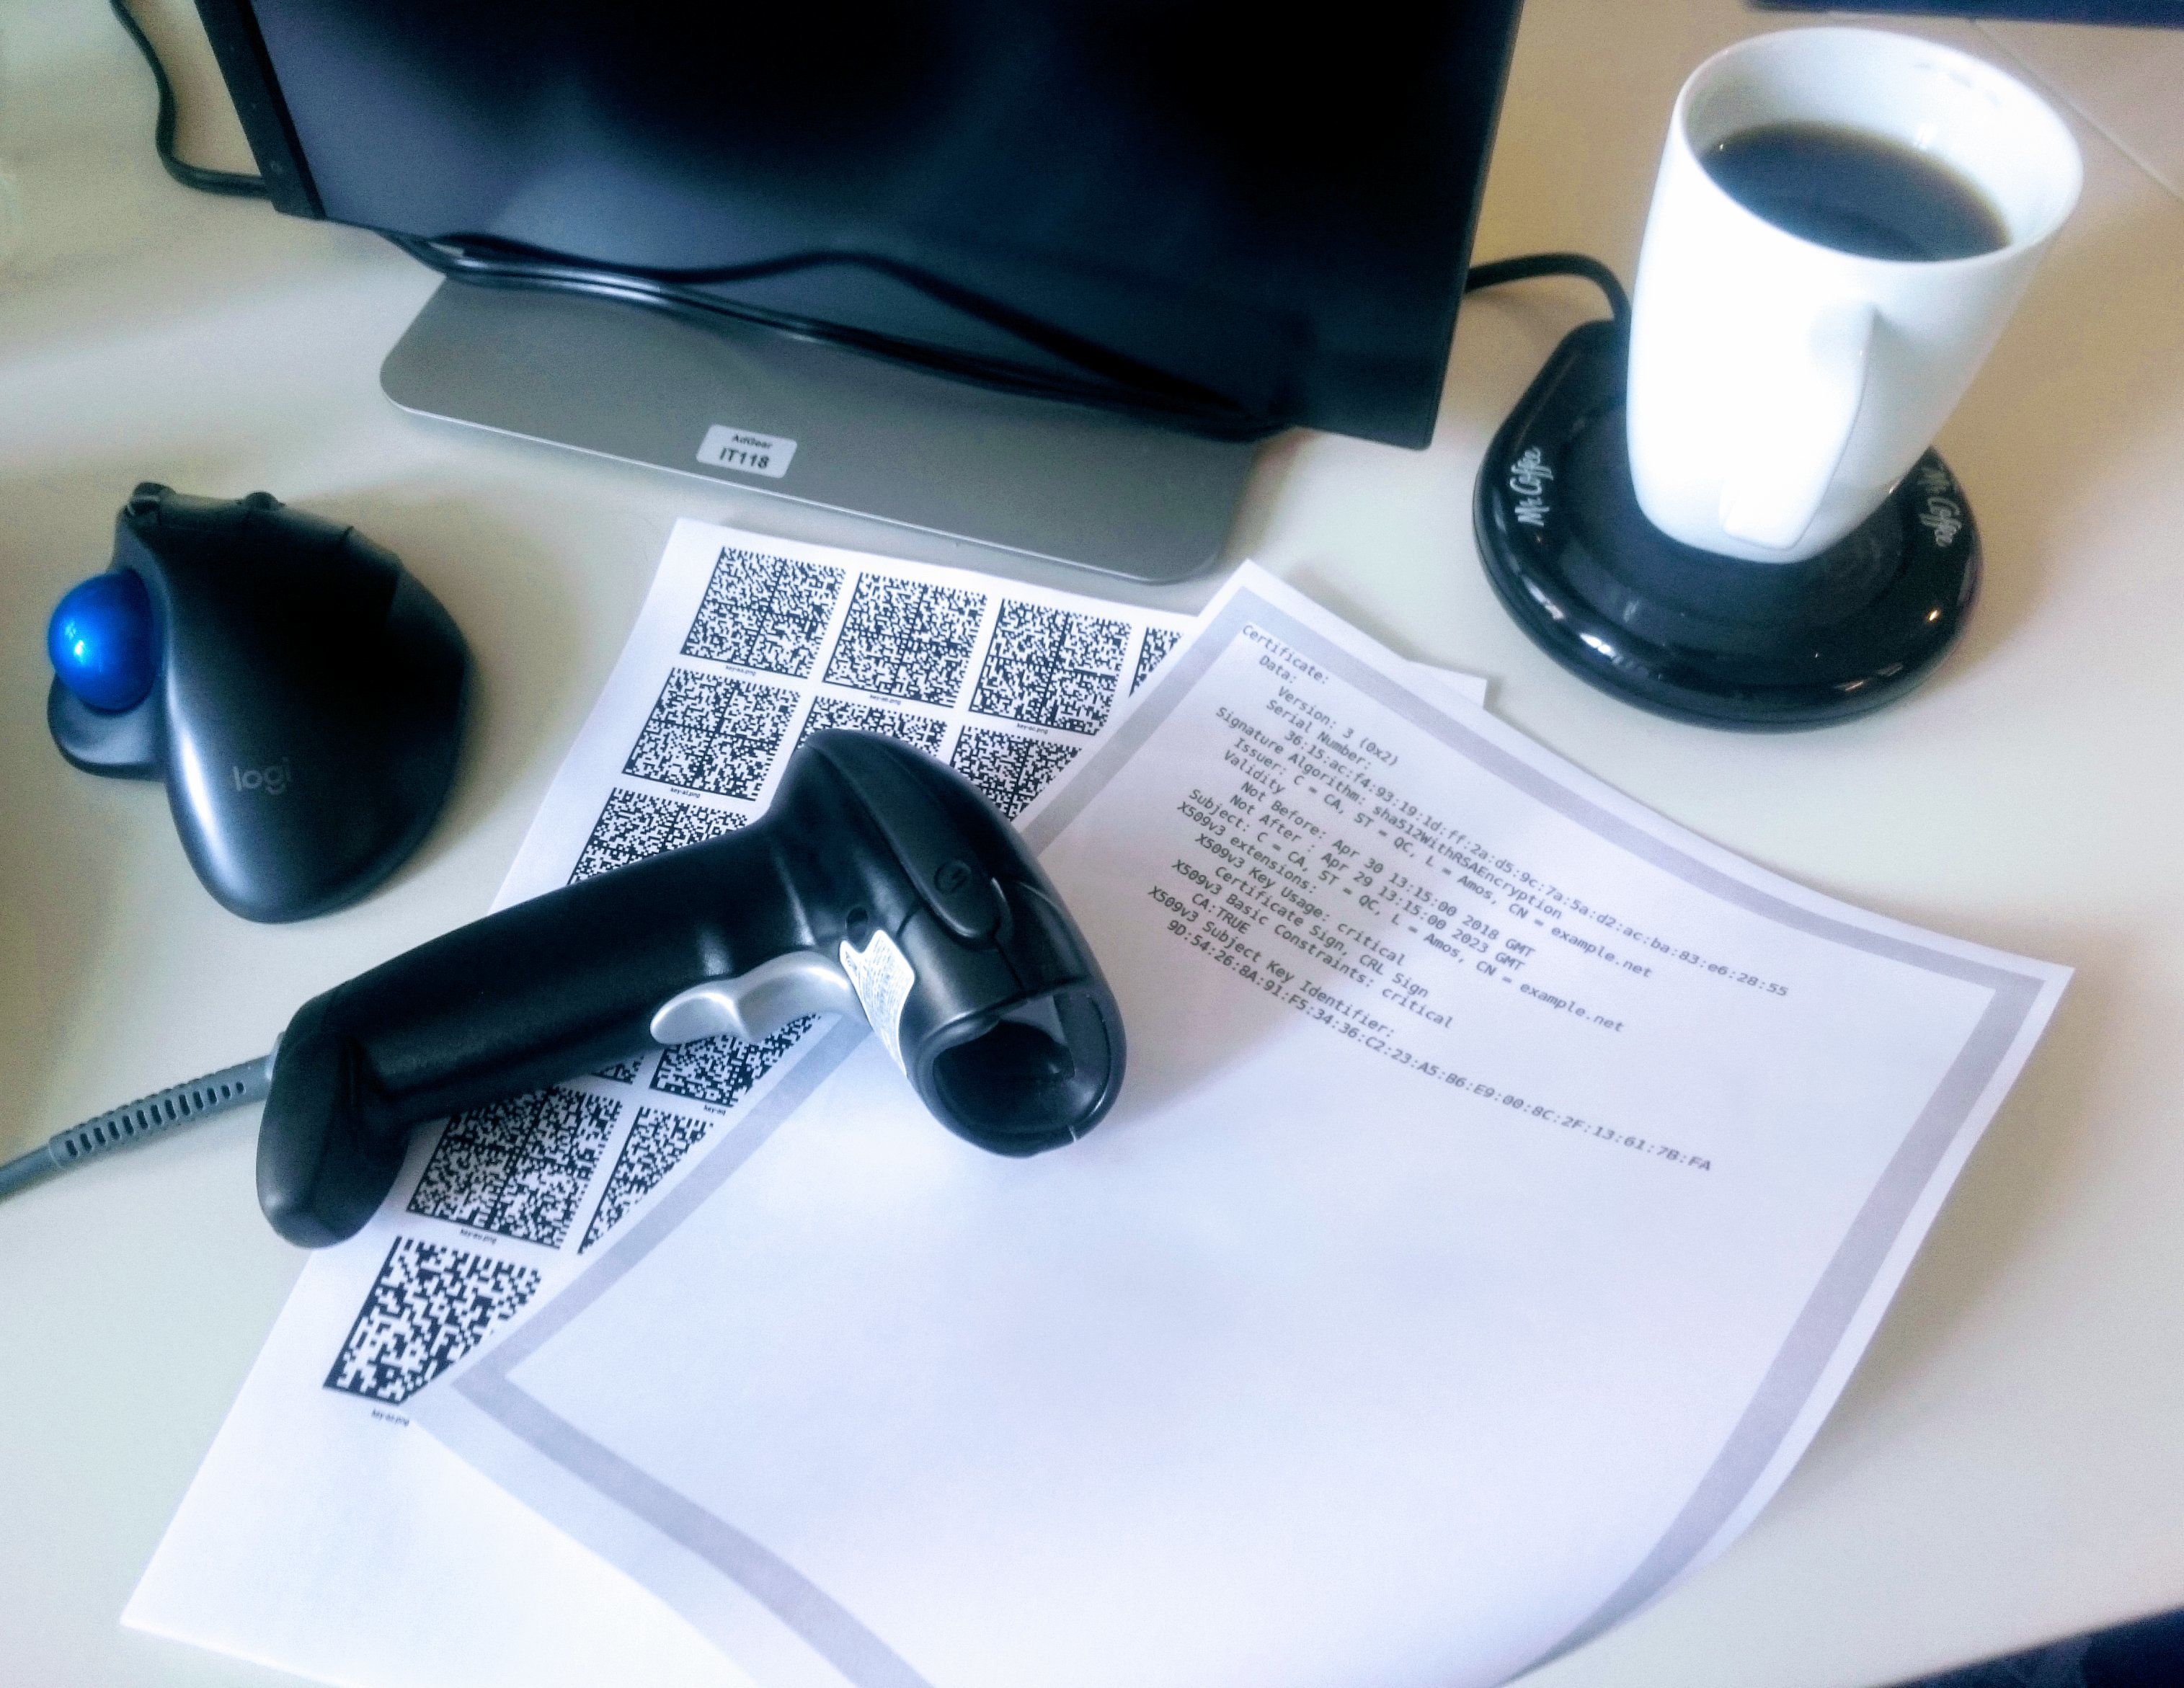 AdGear
IT118
Mr. Coffee
Mr. Coffee
logi
Certificate:
Data:
Version: 3 (0x2)
Serial Number:
36:15:ac:f4:93:19:1d:ff:2a:d5:9c:7a:5a:d2:ac:ba:83:e6:28:55
Signature Algorithm: sha512WithRSAEncryption
Issuer: C = CA, ST = QC, L = Amos, CN = example.net
Validity
Not Before: Apr 30 13:15:00 2018 GMT
Not After : Apr 29 13:15:00 2023 GMT
Subject: C = CA, ST = QC, L = Amos, CN = example.net
X509v3 extensions:
X509v3 Key Usage: critical
Certificate Sign, CRL Sign
X509v3 Basic Constraints: critical
CA:TRUE
X509v3 Subject Key Identifier:
9D:54:26:8A:91:F5:34:36:C2:23:A5:B6:E9:00:8C:2F:13:61:7B:FA